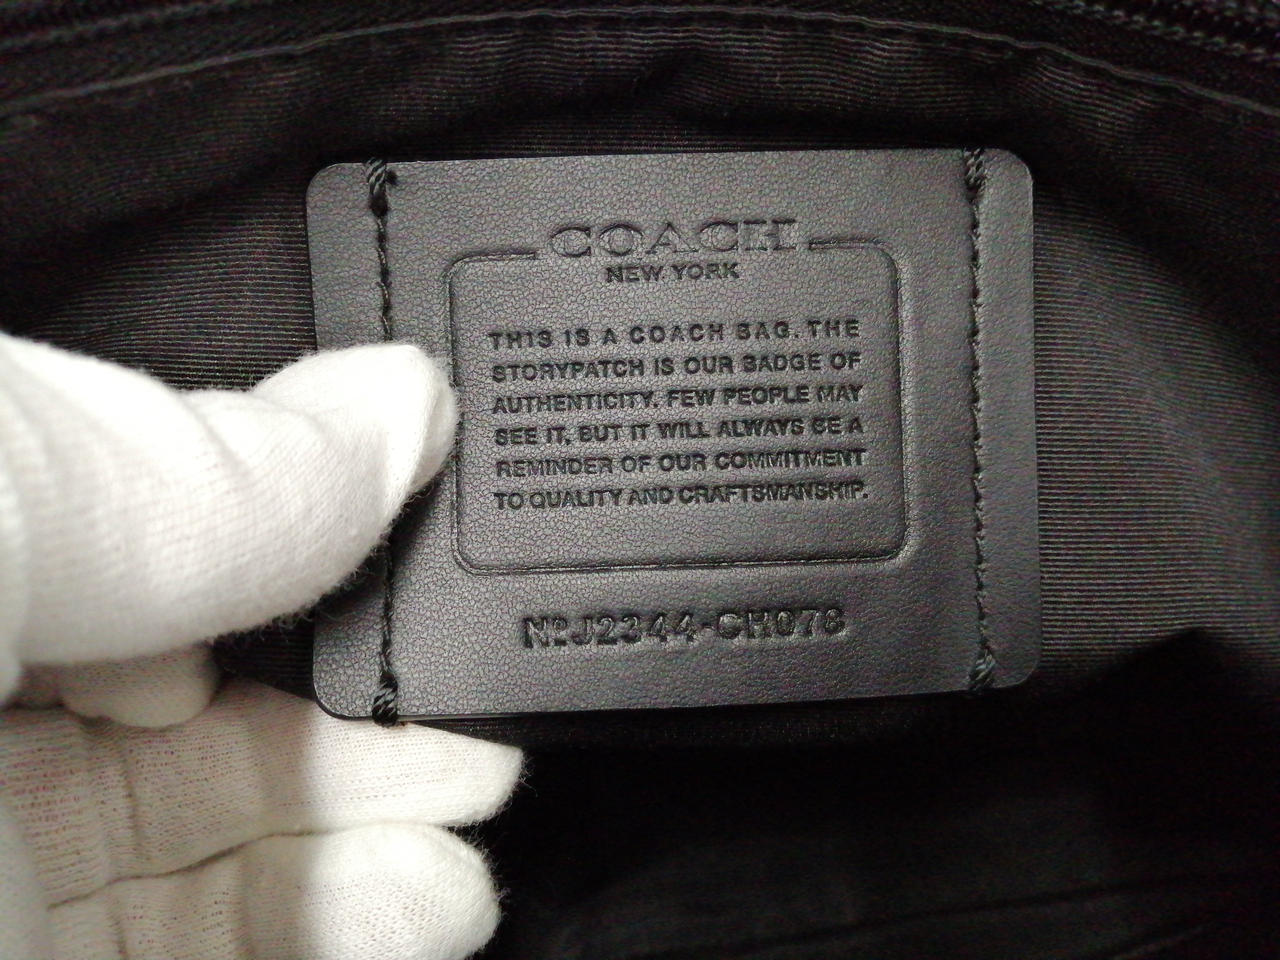 COACH
NEW YORK
THIS IS A COACH BAG. THE
STORYPATCH IS OUR BADGE OF
AUTHENTICITY. FEW PEOPLE MAY
SEE IT, BUT IT WILL ALWAYS BE A
REMINDER OF OUR COMMITMENT
TO QUALITY AND CRAFTSMANSHIP.
NºJ2344-CH078